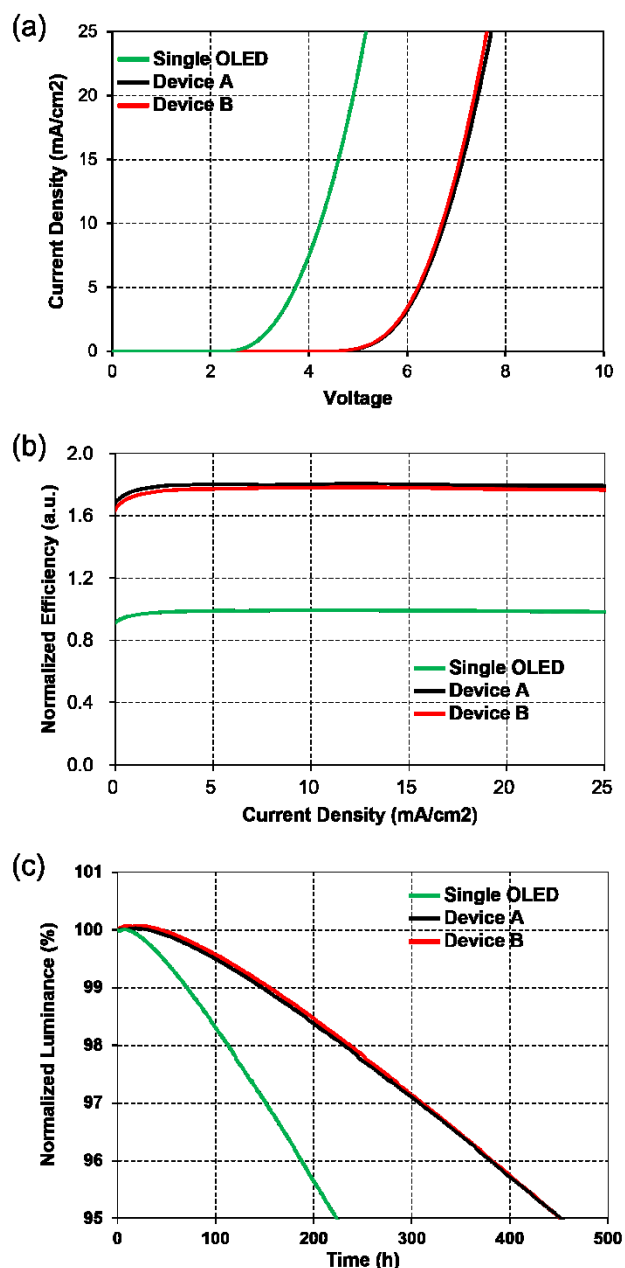 (a)
25
20
15
10
5
0
Current Density (mA/cm2)
Single OLED
Device A
Device B
0 2 4 6 8 10
Voltage
(b)
2.0
1.6
1.2
0.8
0.4
0.0
Normalized Efficiency (a.u.)
Single OLED
Device A
Device B
0 5 10 15 20 25
Current Density (mA/cm2)
(c)
101
100
99
98
97
96
95
Normalized Luminance (%)
Single OLED
Device A
Device B
0 100 200 300 400 500
Time (h)